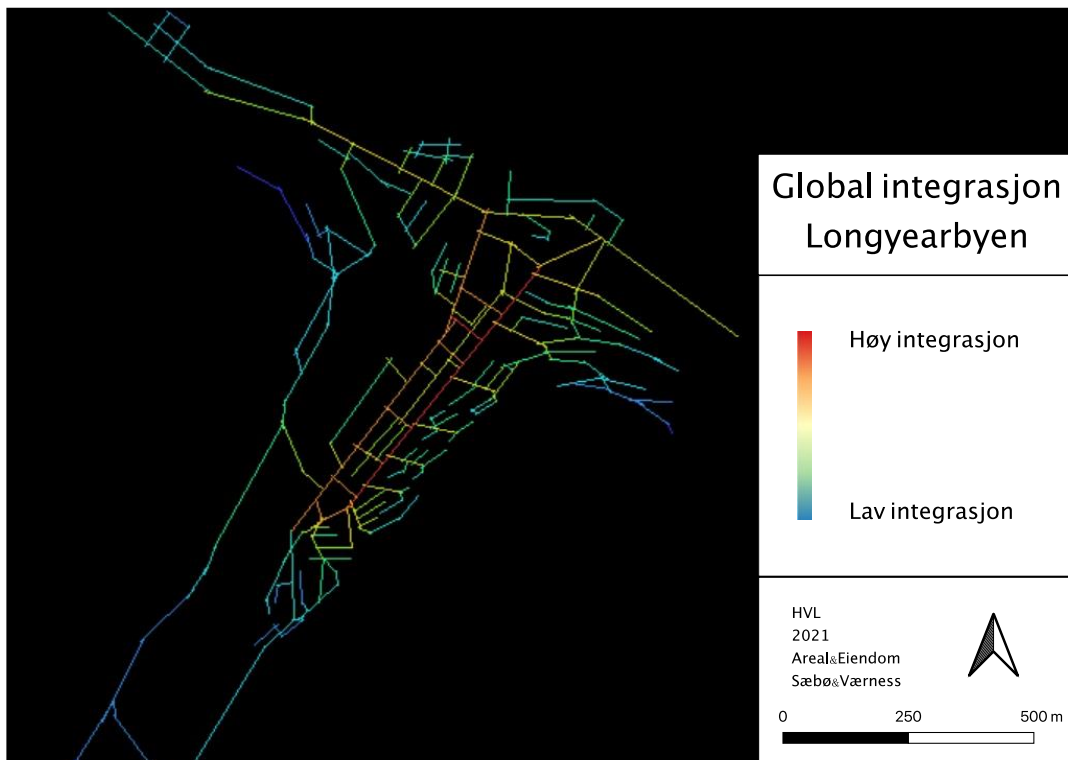 Global integrasjon
Longyearbyen
Høy integrasjon
Lav integrasjon
HVL
2021
Areal&Eiendom
Sæbø&Værness
0 250 500 m